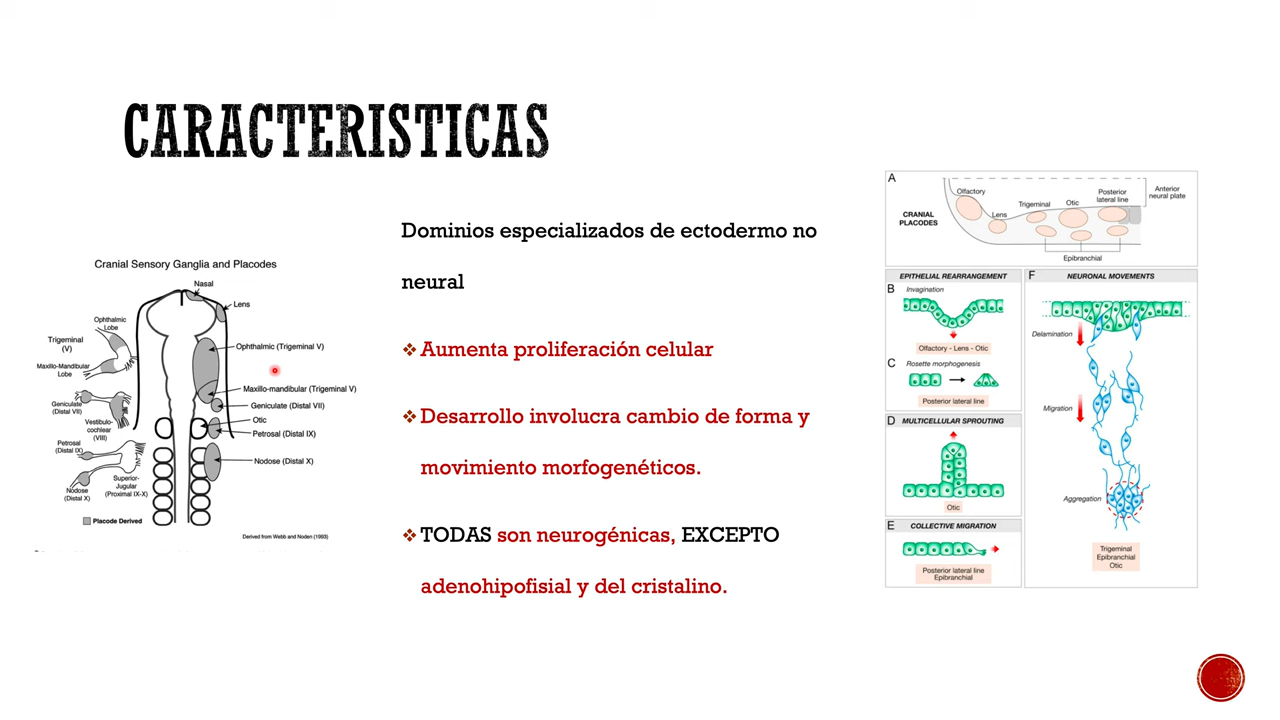 CARACTERISTICAS
Cranial Sensory Ganglia and Placodes
Nasal
Lens
Ophthalmic
Lobe
Trigeminal
(V)
Maxillo-Mandibular
Lobe
Ophthalmic (Trigeminal V)
Maxillo-mandibular (Trigeminal V)
Geniculate
(Distal VII)
Geniculate (Distal VII)
Vestibulo-
cochlear
(VIII)
Otic
Petrosal
(Distal IX)
Petrosal (Distal IX)
Nodose (Distal X)
Nodose
(Distal X)
Superior-
Jugular
(Proximal IX-X)
Placode Derived
Derived from Webb and Noden (1993)
Dominios especializados de ectodermo no
neural
Aumenta proliferación celular
Desarrollo involucra cambio de forma y
movimiento morfogenéticos.
TODAS son neurogénicas, EXCEPTO
adenohipofisial y del cristalino.
A
Olfactory
Lens
Trigeminal
Otic
Posterior
lateral line
Anterior
neural plate
CRANIAL
PLACODES
Epibranchial
EPITHELIAL REARRANGEMENT
B
Invagination
Olfactory - Lens - Otic
C
Rosette morphogenesis
Posterior lateral line
D
MULTICELLULAR SPROUTING
Otic
E
COLLECTIVE MIGRATION
Posterior lateral line
Epibranchial
F
NEURONAL MOVEMENTS
Delamination
Migration
Aggregation
Trigeminal
Epibranchial
Otic